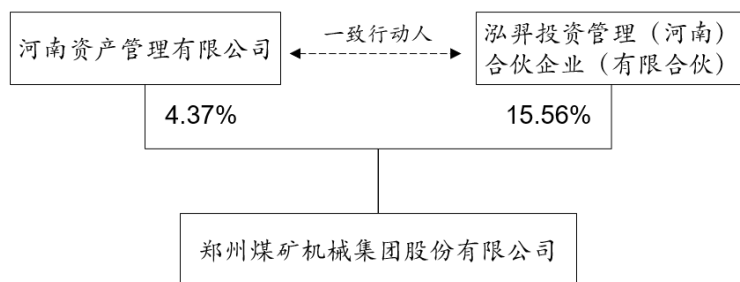 河南资产管理有限公司
一致行动人
泓羿投资管理（河南）
合伙企业（有限合伙）
4.37%
15.56%
郑州煤矿机械集团股份有限公司